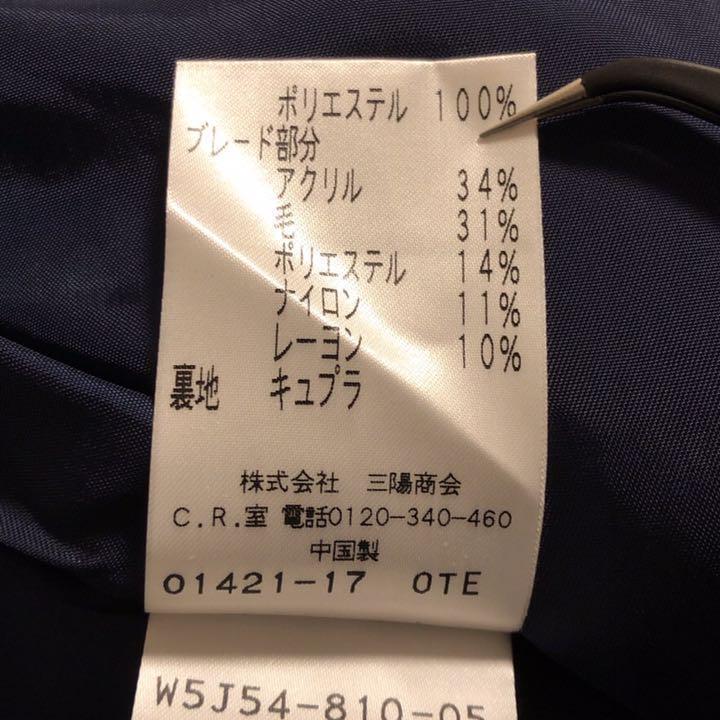 ポリエステル 100%
ブレード部分
アクリル 34%
毛 31%
ポリエステル 14%
ナイロン 11%
レーヨン 10%
裏地 キュプラ
株式会社 三陽商会
C.R.室 電話0120-340-460
中国製
01421-17 OTE
W5J54-810-05